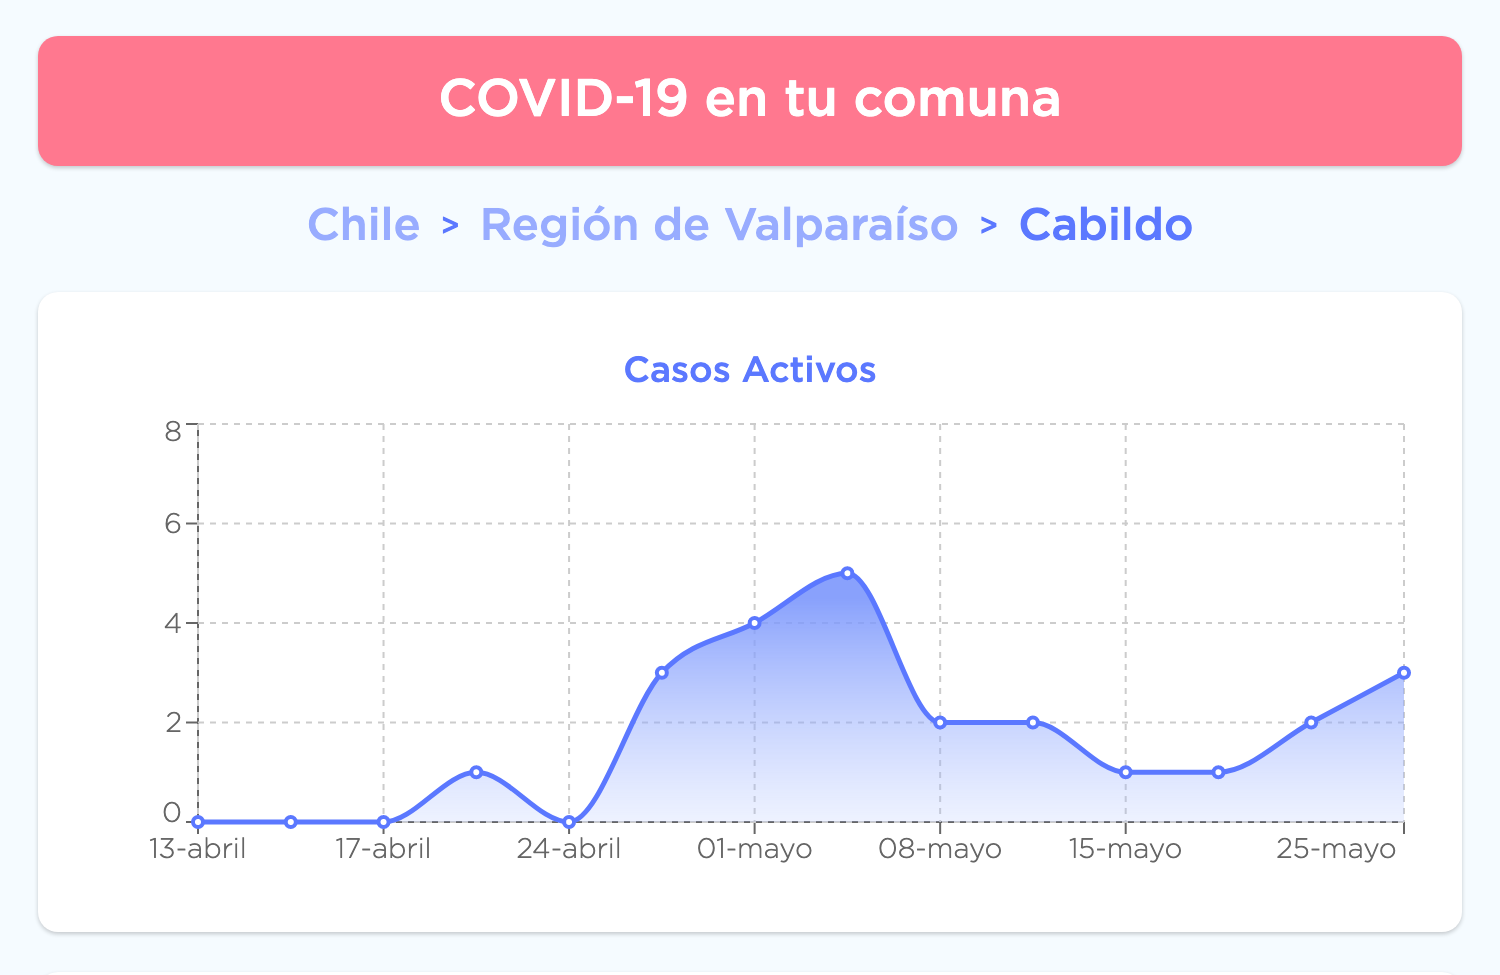 COVID-19 en tu comuna
Chile > Región de Valparaíso > Cabildo
Casos Activos
8
6
4
2
0
13-abril 17-abril 24-abril 01-mayo 08-mayo 15-mayo 25-mayo